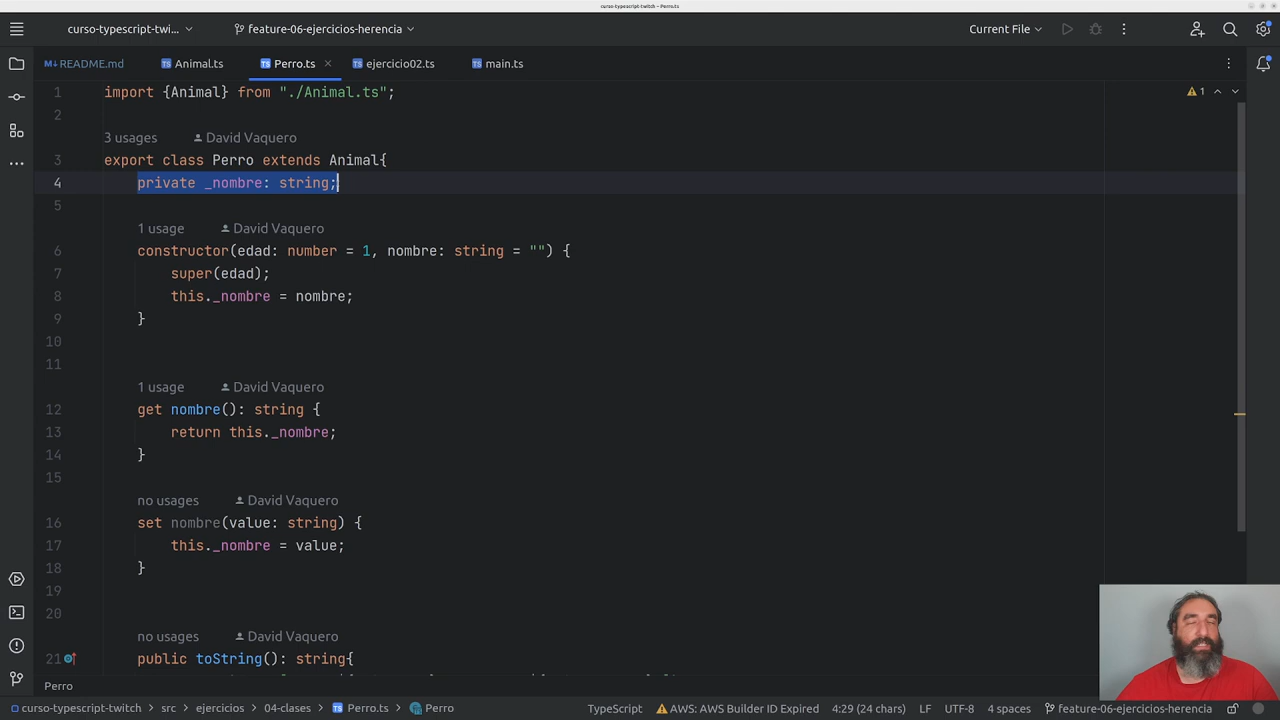 curso-typescript-twitch – Perro.ts
curso-typescript-twi...
feature-06-ejercicios-herencia
Current File
README.md
Animal.ts
Perro.ts
ejercicio02.ts
main.ts
1 import {Animal} from "./Animal.ts";
1
2
3 usages David Vaquero
3 export class Perro extends Animal{
4 private _nombre: string;
5
1 usage David Vaquero
6 constructor(edad: number = 1, nombre: string = "") {
7 super(edad);
8 this._nombre = nombre;
9 }
10
11
1 usage David Vaquero
12 get nombre(): string {
13 return this._nombre;
14 }
15
no usages David Vaquero
16 set nombre(value: string) {
17 this._nombre = value;
18 }
19
20
no usages David Vaquero
21 public toString(): string{
Perro
curso-typescript-twitch > src > ejercicios > 04-clases > Perro.ts > Perro
TypeScript
AWS: AWS Builder ID Expired
4:29 (24 chars)
LF
UTF-8
4 spaces
feature-06-ejercicios-herencia